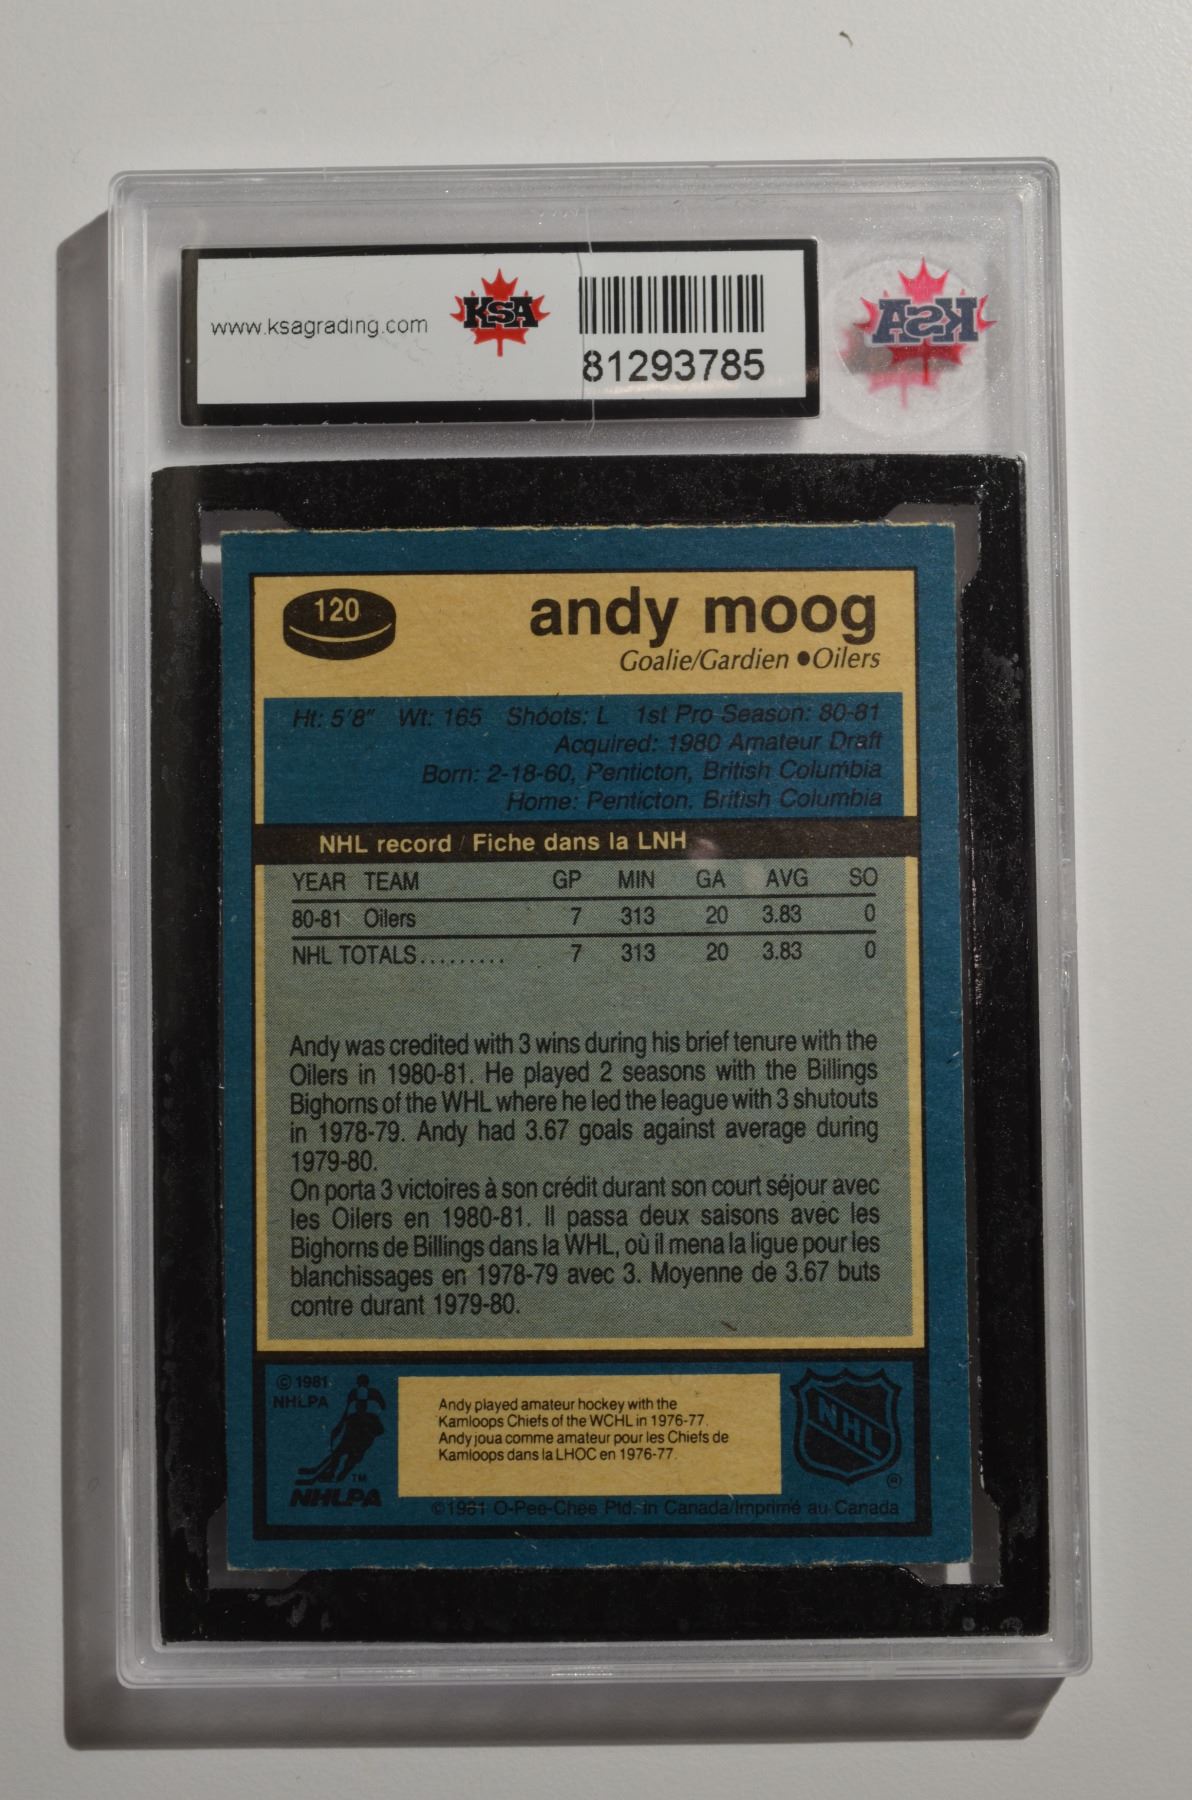 www.ksagrading.com
KSA
81293785
KSA
120
andy moog
Goalie/Gardien •Oilers
Ht: 5'8" Wt: 165 Shoots: L 1st Pro Season: 80-81
Acquired: 1980 Amateur Draft
Born: 2-18-60, Penticton, British Columbia
Home: Penticton, British Columbia
NHL record / Fiche dans la LNH
YEAR TEAM GP MIN GA AVG SO
80-81 Oilers 7 313 20 3.83 0
NHL TOTALS......... 7 313 20 3.83 0
Andy was credited with 3 wins during his brief tenure with the
Oilers in 1980-81. He played 2 seasons with the Billings
Bighorns of the WHL where he led the league with 3 shutouts
in 1978-79. Andy had 3.67 goals against average during
1979-80.
On porta 3 victoires à son crédit durant son court séjour avec
les Oilers en 1980-81. Il passa deux saisons avec les
Bighorns de Billings dans la WHL, où il mena la ligue pour les
blanchissages en 1978-79 avec 3. Moyenne de 3.67 buts
contre durant 1979-80.
© 1981
NHLPA
TM
NHLPA
Andy played amateur hockey with the
Kamloops Chiefs of the WCHL in 1976-77.
Andy joua comme amateur pour les Chiefs de
Kamloops dans la LHOC en 1976-77.
NHL
®
©1981 O-Pee-Chee Ptd. in Canada/Imprimé au Canada